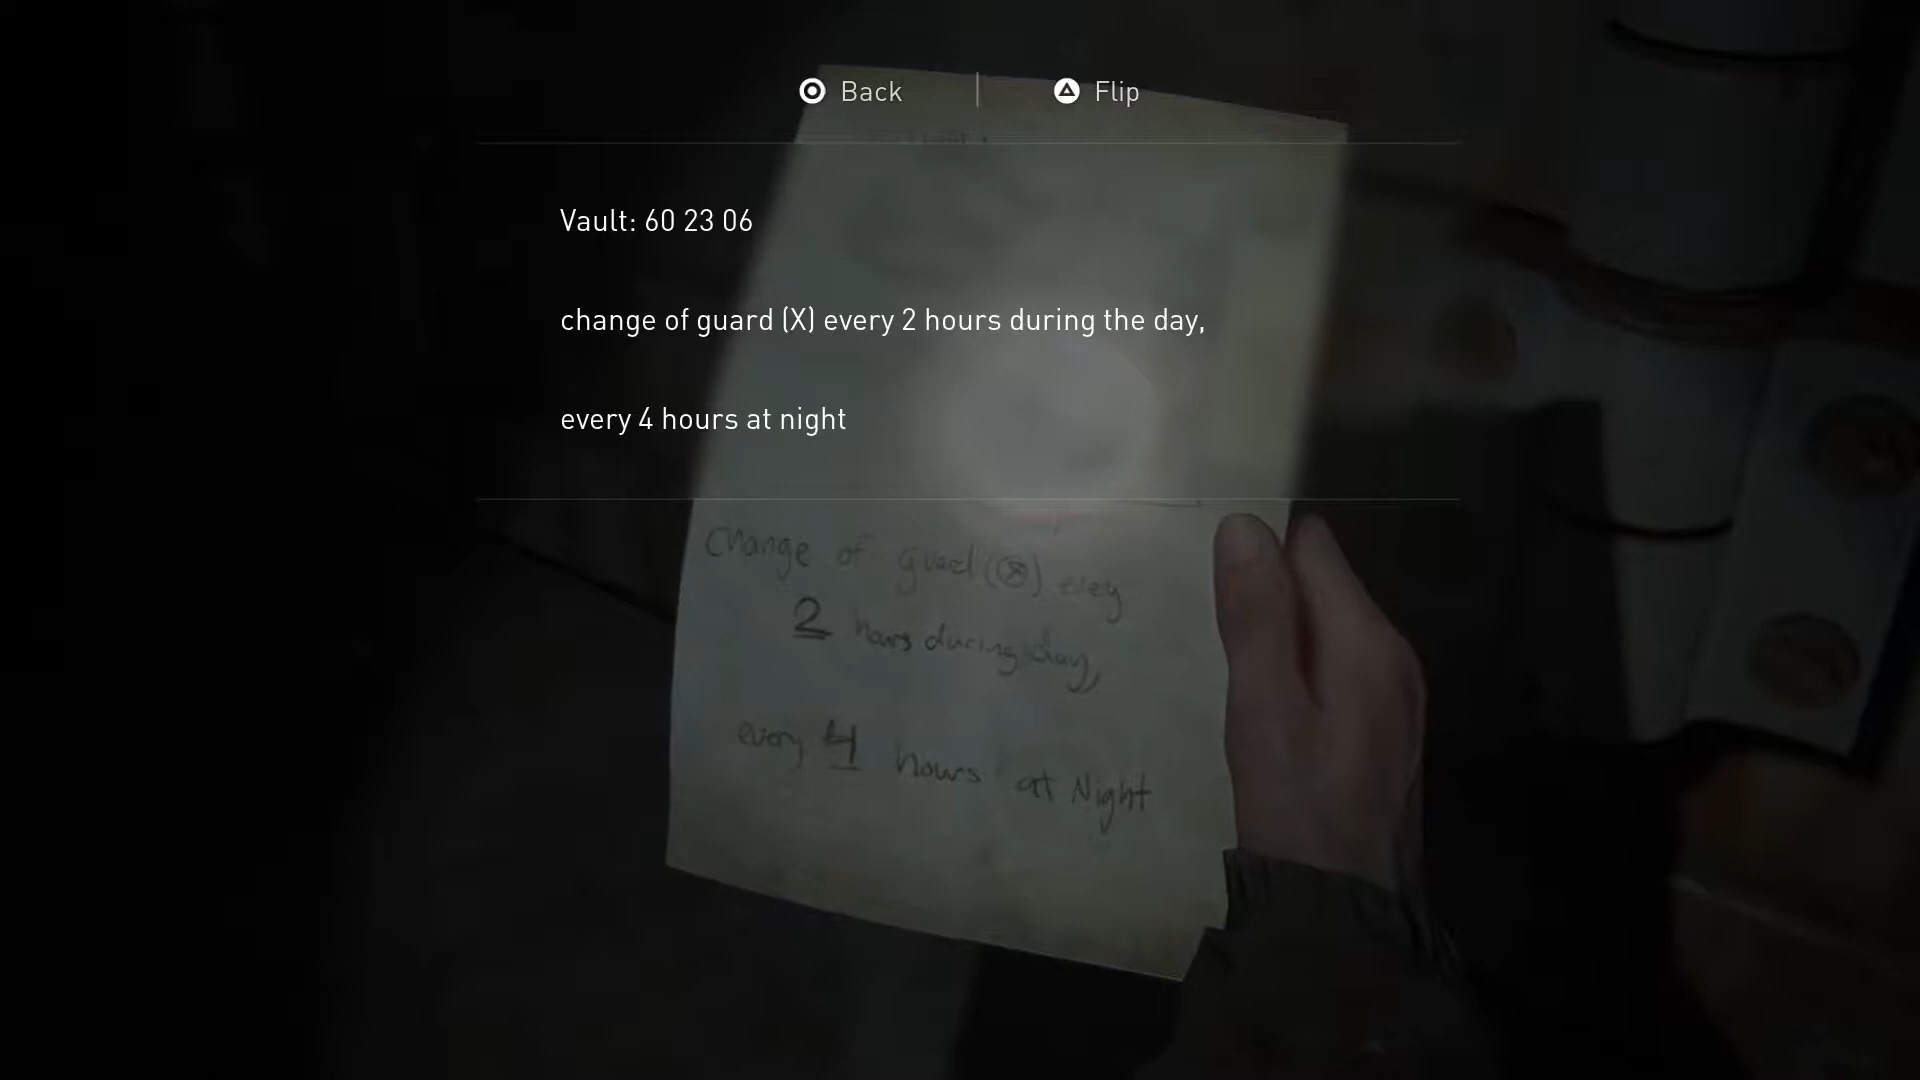 Back | Flip
Vault: 60 23 06
change of guard (X) every 2 hours during the day,
every 4 hours at night
Change of guard (X) every
2 hours during day,
every 4 hours at Night